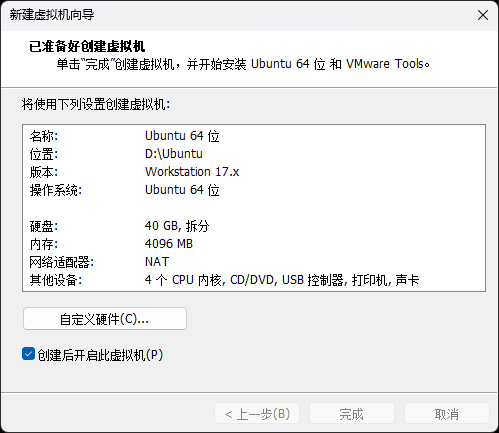 新建虚拟机向导
已准备好创建虚拟机
单击“完成”创建虚拟机，并开始安装 Ubuntu 64 位 和 VMware Tools。
将使用下列设置创建虚拟机:
名称: Ubuntu 64 位
位置: D:\Ubuntu
版本: Workstation 17.x
操作系统: Ubuntu 64 位
硬盘: 40 GB, 拆分
内存: 4096 MB
网络适配器: NAT
其他设备: 4 个 CPU 内核, CD/DVD, USB 控制器, 打印机, 声卡
自定义硬件(C)...
创建后开启此虚拟机(P)
< 上一步(B) 完成 取消